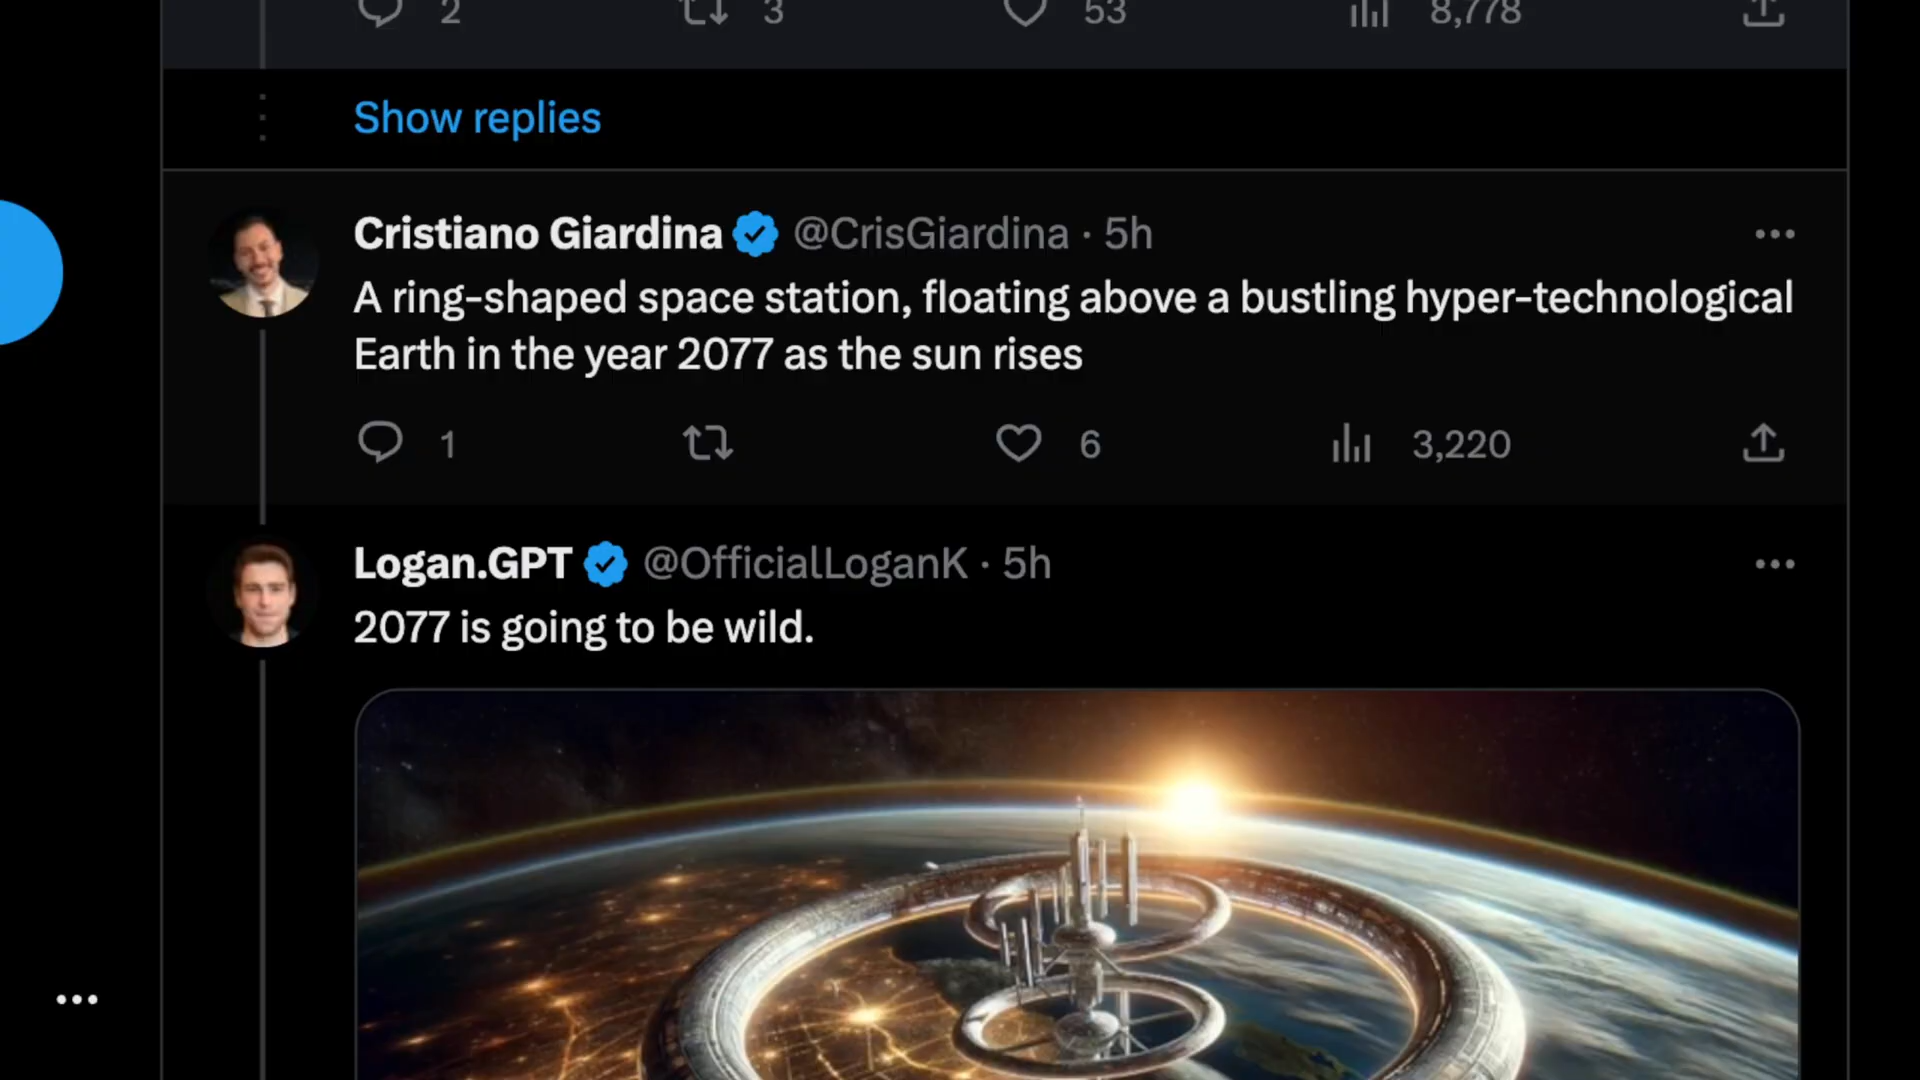 2 3 53 8,778
Show replies
Cristiano Giardina @CrisGiardina · 5h
A ring-shaped space station, floating above a bustling hyper-technological
Earth in the year 2077 as the sun rises
1 6 3,220
Logan.GPT @OfficialLoganK · 5h
2077 is going to be wild.